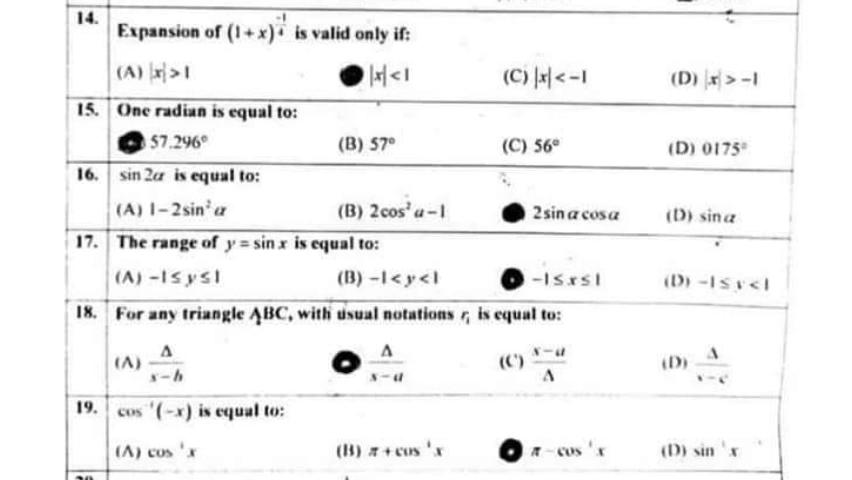 14. Expansion of (1+x)^(-1/4) is valid only if:
(A) |x| > 1 |x| < 1 (C) |x| < -1 (D) |x| > -1
15. One radian is equal to:
57.296° (B) 57° (C) 56° (D) 0175°
16. sin 2α is equal to:
(A) 1-2sin²α (B) 2cos²α-1 2sinαcosα (D) sinα
17. The range of y = sin x is equal to:
(A) -1≤y≤1 (B) -1<y<1 -1≤x≤1 (D) -1≤y<1
18. For any triangle ABC, with usual notations r₁ is equal to:
(A) Δ/(s-b) Δ/(s-a) (C) (s-a)/Δ (D) Δ/(s-c)
19. cos⁻¹(-x) is equal to:
(A) cos⁻¹x (B) π+cos⁻¹x π-cos⁻¹x (D) sin⁻¹x